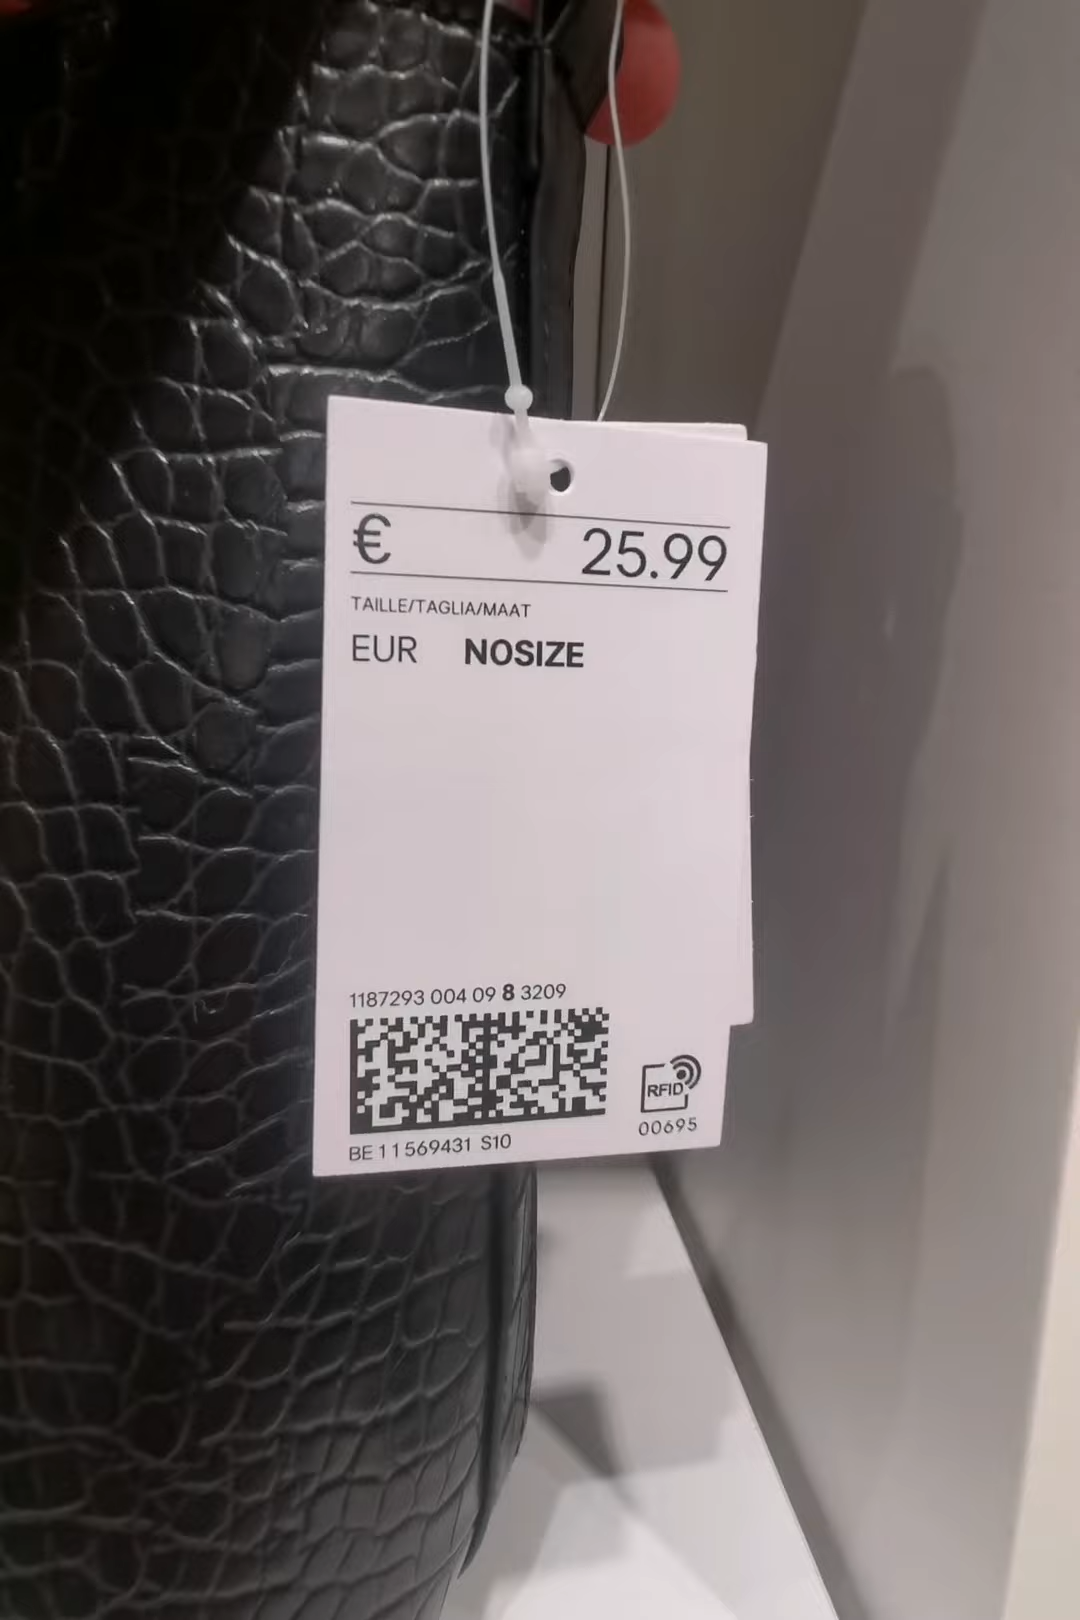 € 25.99
TAILLE/TAGLIA/MAAT
EUR NOSIZE
1187293 004 09 8 3209
RFID
00695
BE 11569431 S10